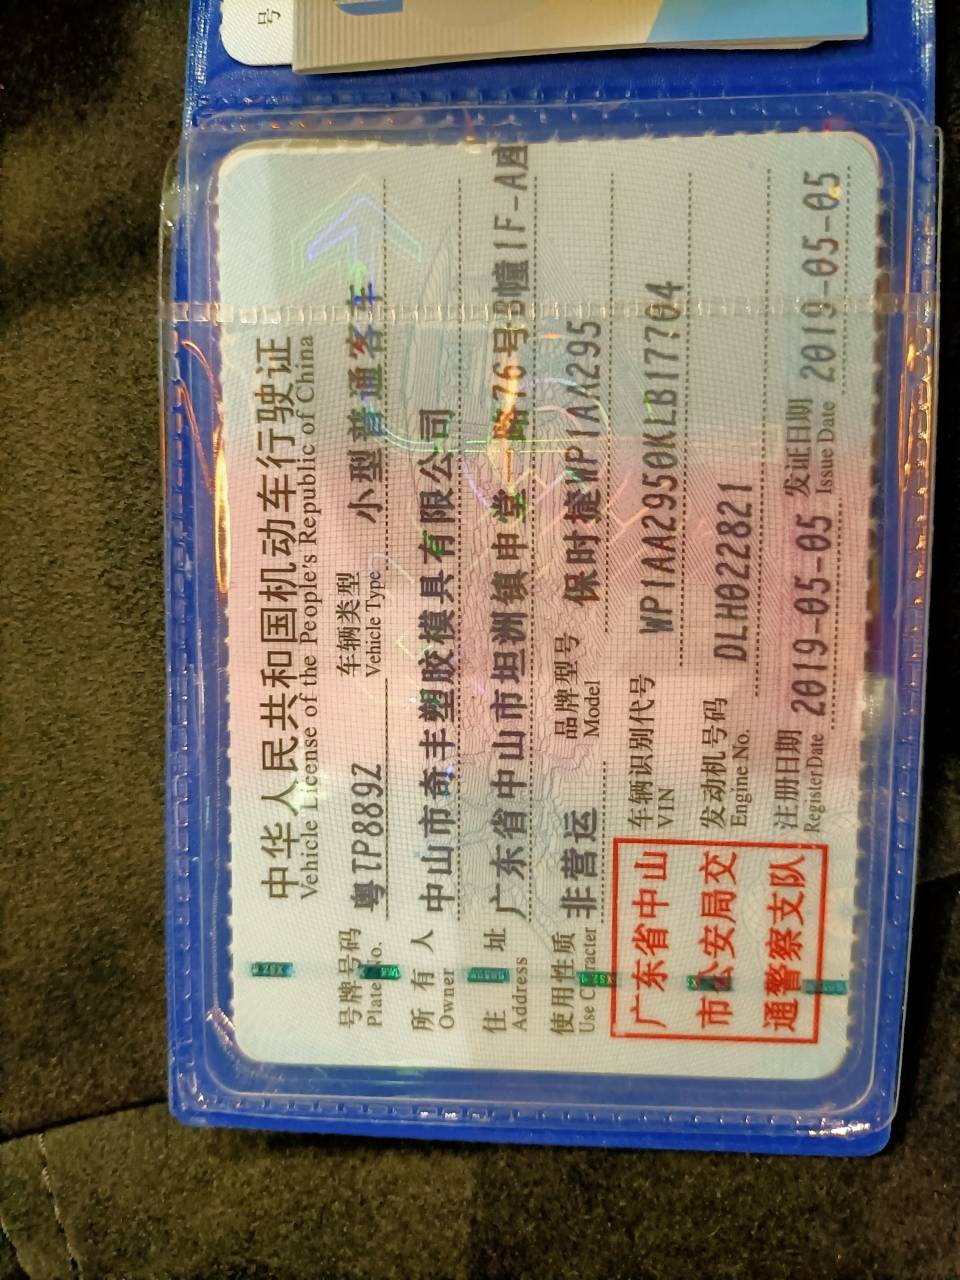 号
中华人民共和国机动车行驶证
Vehicle License of the People's Republic of China
号牌号码 粤TP889Z 车辆类型 小型普通客车
Plate No. Vehicle Type
所有人 中山市奇丰塑胶模具有限公司
Owner
住址 广东省中山市坦洲镇申堂一路76号B幢1F-A区
Address
使用性质 非营运 品牌型号 保时捷WP1AA295
Use Character Model
车辆识别代号 WP1AA2950KLB17704
VIN
发动机号码 DLH022821
Engine No.
注册日期 2019-05-05 发证日期 2019-05-05
Register Date Issue Date
广东省中山
市公安局交
通警察支队